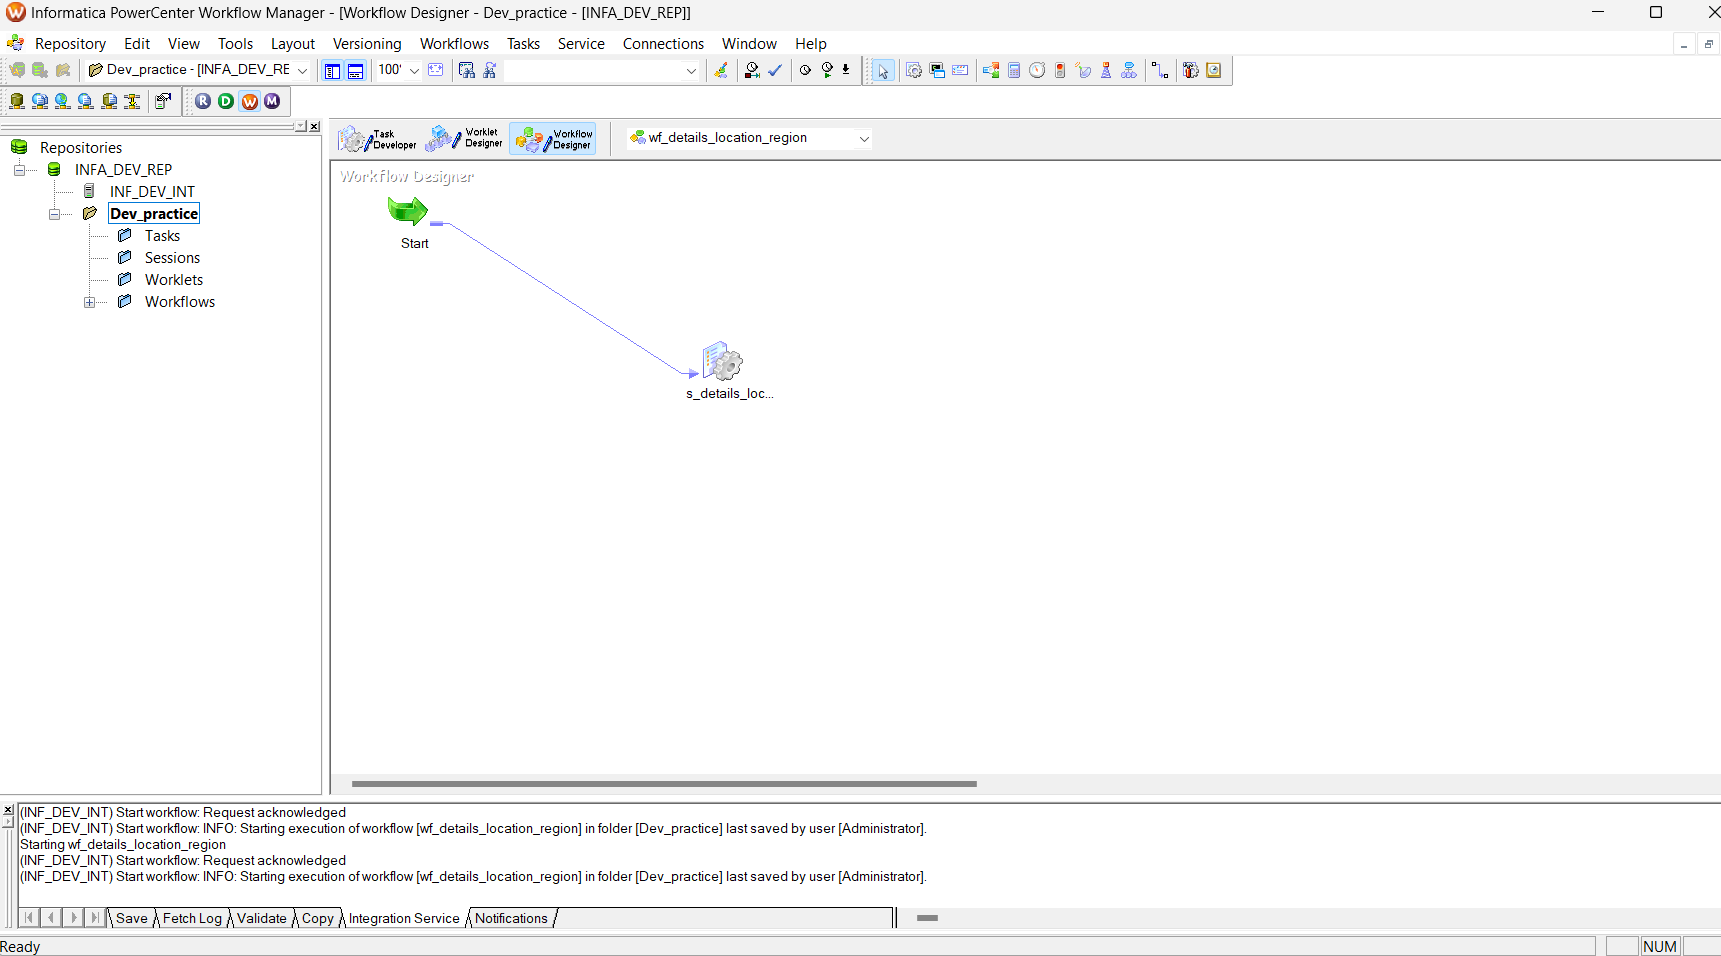 Informatica PowerCenter Workflow Manager - [Workflow Designer - Dev_practice - [INFA_DEV_REP]]
Repository Edit View Tools Layout Versioning Workflows Tasks Service Connections Window Help
Dev_practice - [INFA_DEV_RE 100'
R D W M
Task Developer
Worklet Designer
Workflow Designer
wf_details_location_region
Repositories
INFA_DEV_REP
INF_DEV_INT
Dev_practice
Tasks
Sessions
Worklets
Workflows
Workflow Designer
Start
s_details_loc...
(INF_DEV_INT) Start workflow: Request acknowledged
(INF_DEV_INT) Start workflow: INFO: Starting execution of workflow [wf_details_location_region] in folder [Dev_practice] last saved by user [Administrator].
Starting wf_details_location_region
(INF_DEV_INT) Start workflow: Request acknowledged
(INF_DEV_INT) Start workflow: INFO: Starting execution of workflow [wf_details_location_region] in folder [Dev_practice] last saved by user [Administrator].
Save Fetch Log Validate Copy Integration Service Notifications
Ready NUM